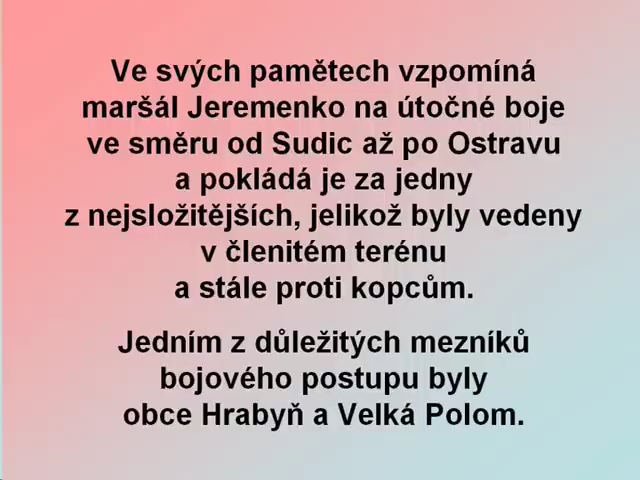 Ve svých pamětech vzpomíná
maršál Jeremenko na útočné boje
ve směru od Sudic až po Ostravu
a pokládá je za jedny
z nejsložitějších, jelikož byly vedeny
v členitém terénu
a stále proti kopcům.
Jedním z důležitých mezníků
bojového postupu byly
obce Hrabyň a Velká Polom.